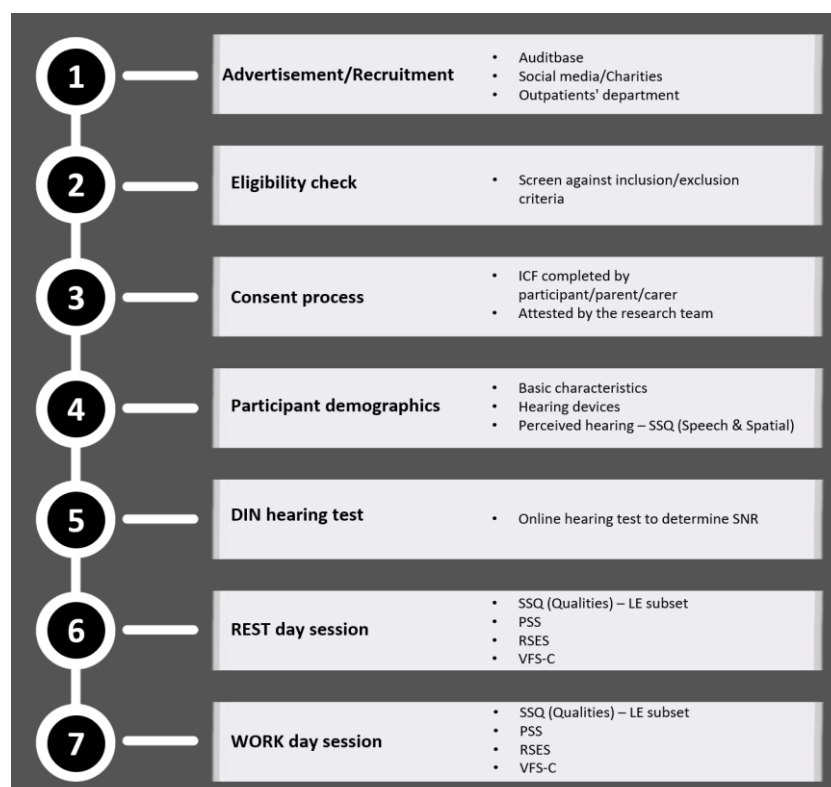 1
Advertisement/Recruitment
• Auditbase
• Social media/Charities
• Outpatients' department
2
Eligibility check
• Screen against inclusion/exclusion
criteria
3
Consent process
• ICF completed by
participant/parent/carer
• Attested by the research team
4
Participant demographics
• Basic characteristics
• Hearing devices
• Perceived hearing – SSQ (Speech & Spatial)
5
DIN hearing test
• Online hearing test to determine SNR
6
REST day session
• SSQ (Qualities) – LE subset
• PSS
• RSES
• VFS-C
7
WORK day session
• SSQ (Qualities) – LE subset
• PSS
• RSES
• VFS-C